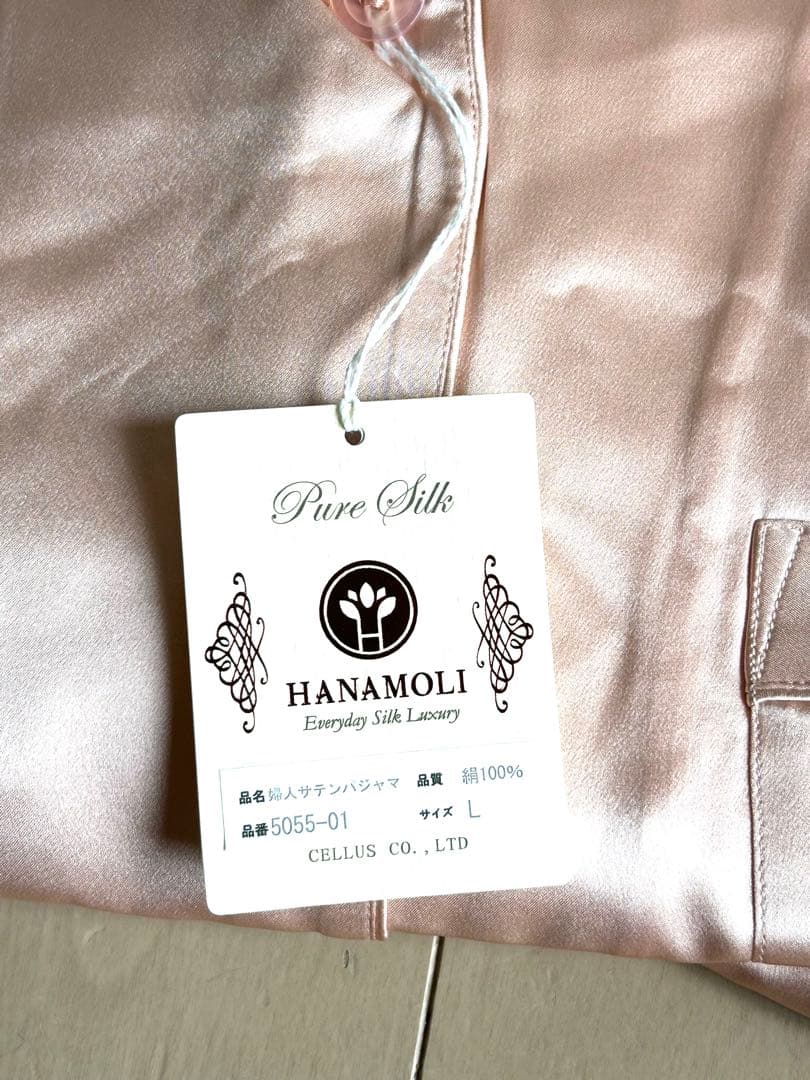 Pure Silk
HANAMOLI
Everyday Silk Luxury
品名 婦人サテンパジャマ 品質 絹100%
品番 5055-01 サイズ L
CELLUS CO.,LTD